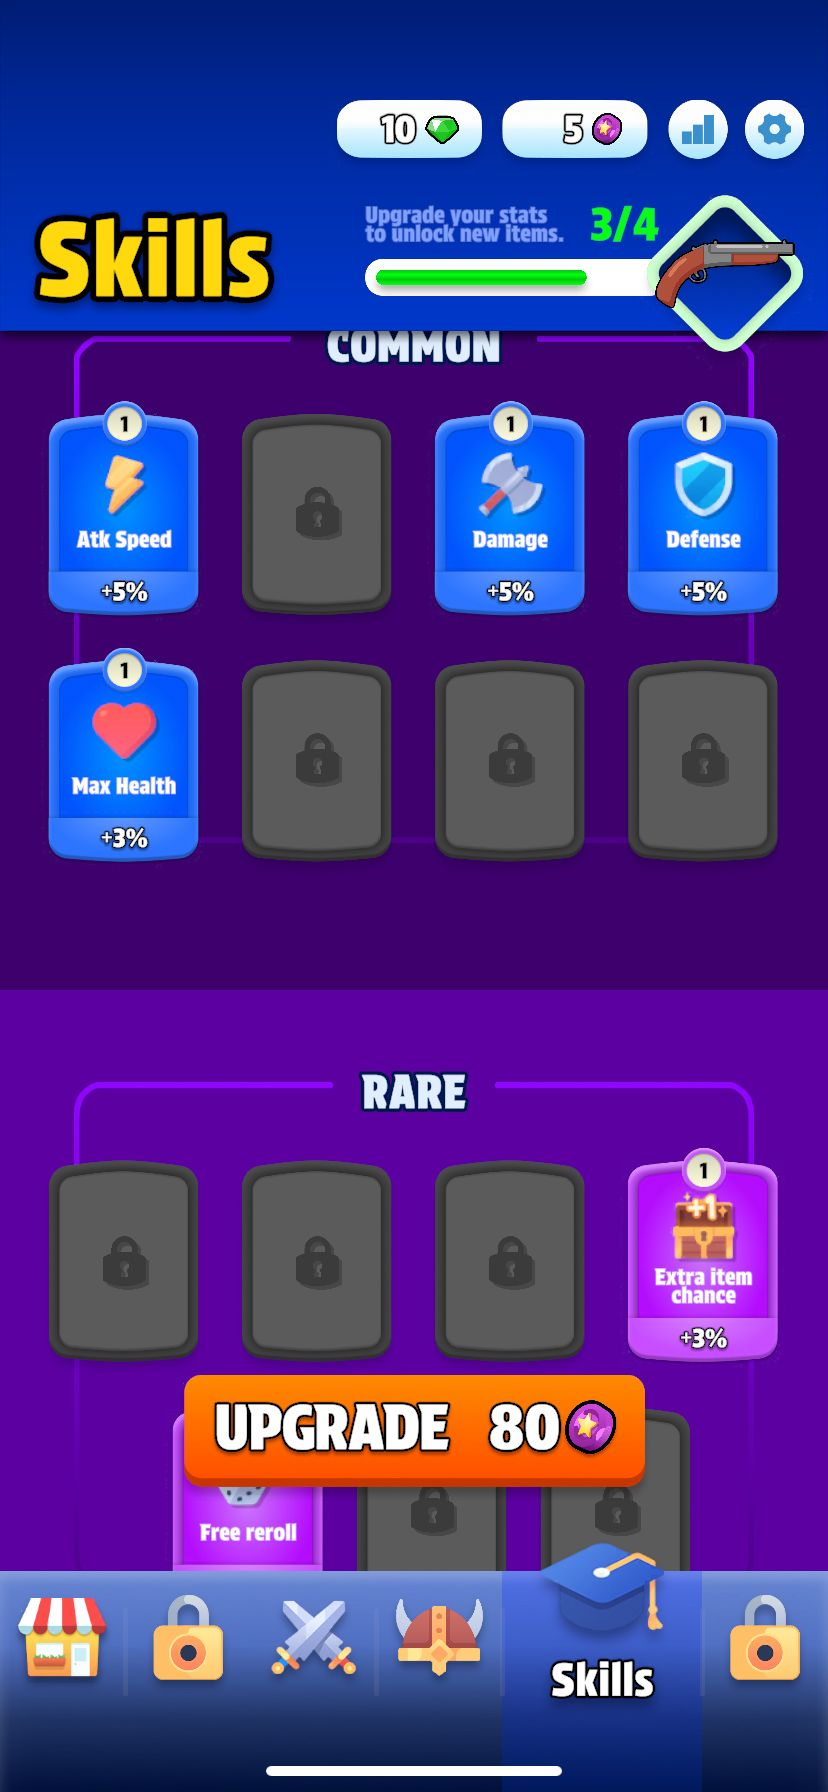 10
5
Skills
Upgrade your stats
to unlock new items.
3/4
COMMON
1
1
1
Atk Speed
Damage
Defense
+5%
+5%
+5%
1
Max Health
+3%
RARE
1
+1
Extra item
chance
+3%
UPGRADE 80
Free reroll
Skills